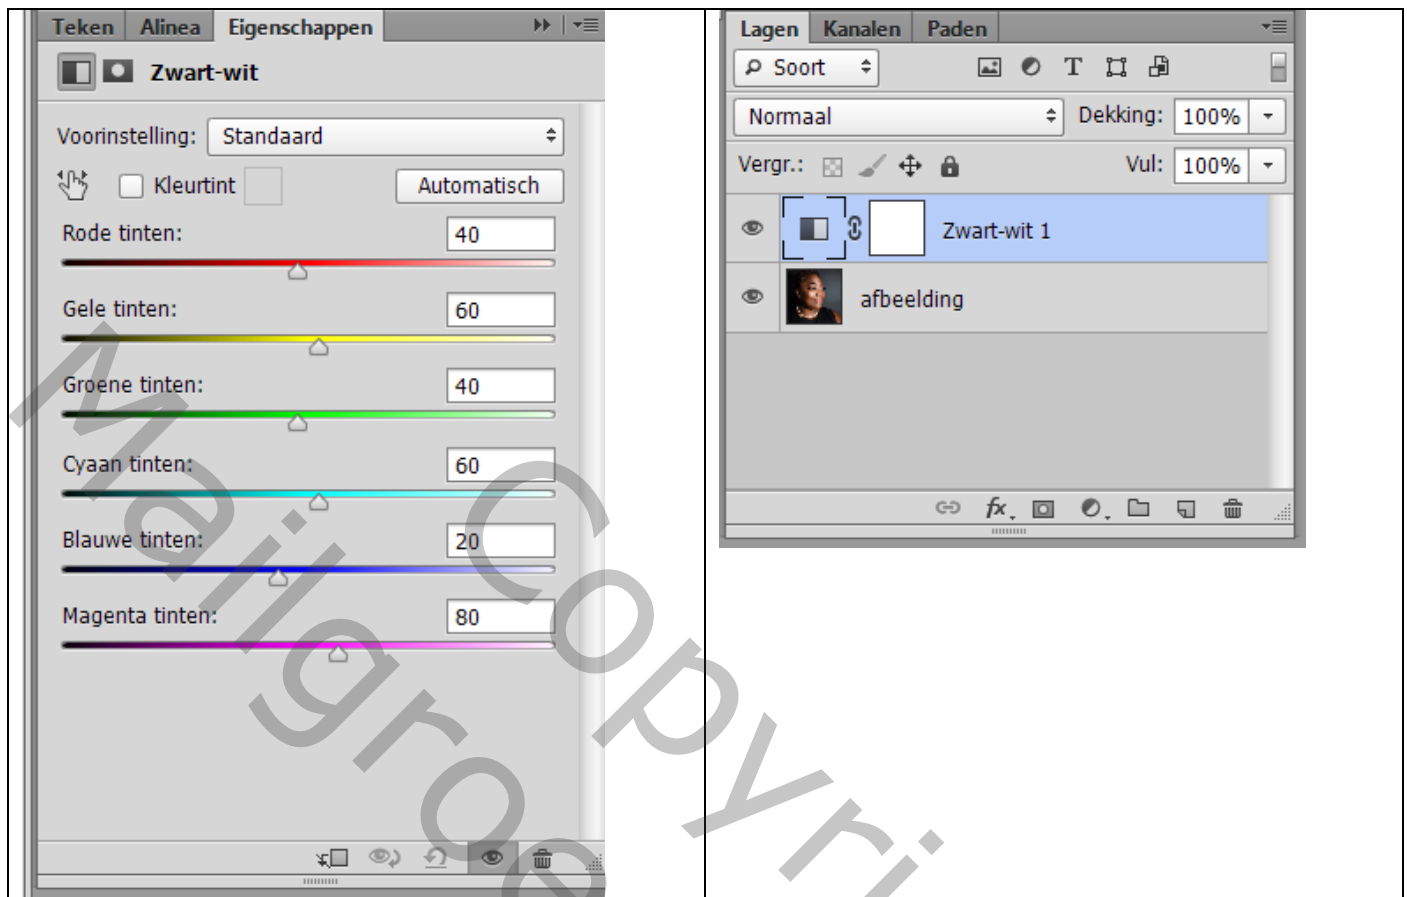 Teken Alinea Eigenschappen
Zwart-wit
Voorinstelling: Standaard
Kleurtint Automatisch
Rode tinten: 40
Gele tinten: 60
Groene tinten: 40
Cyaan tinten: 60
Blauwe tinten: 20
Magenta tinten: 80
Lagen Kanalen Paden
Soort T
Normaal Dekking: 100%
Vergr.: Vul: 100%
Zwart-wit 1
afbeelding
fx.
Mailgroe
Copyri